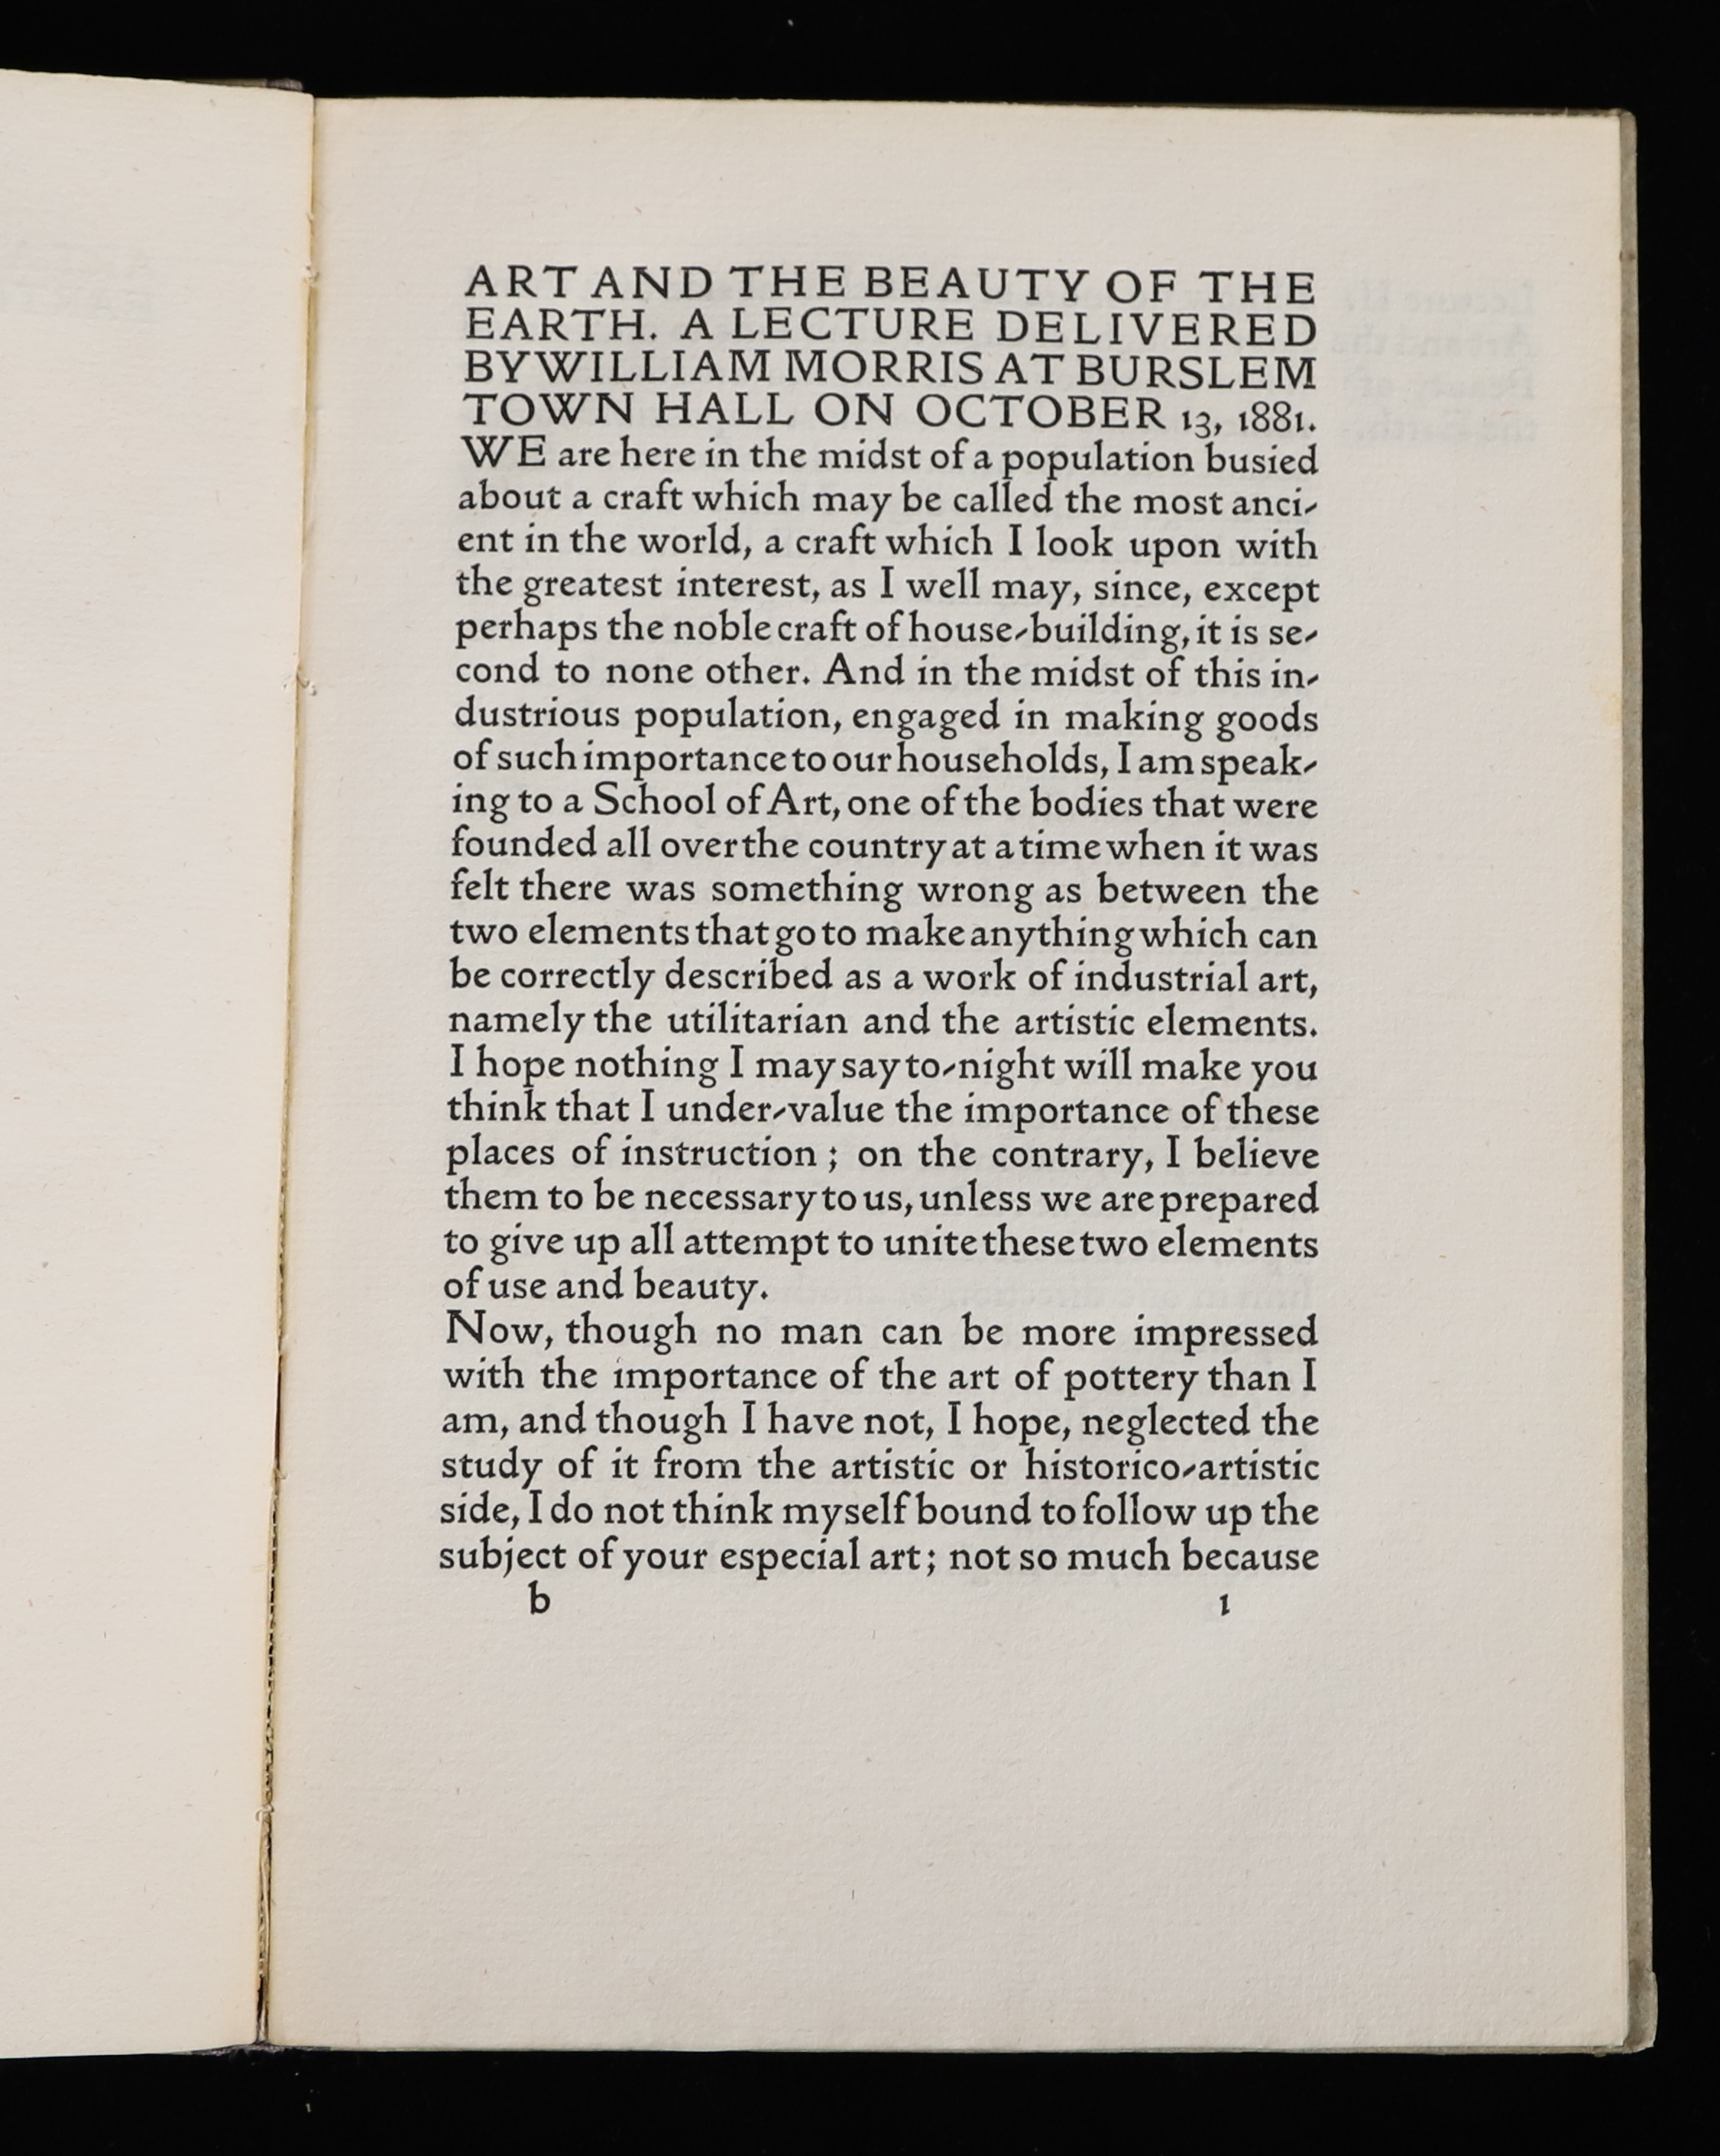 ART AND THE BEAUTY OF THE
EARTH. A LECTURE DELIVERED
BY WILLIAM MORRIS AT BURSLEM
TOWN HALL ON OCTOBER 13, 1881.
WE are here in the midst of a population busied
about a craft which may be called the most anci-
ent in the world, a craft which I look upon with
the greatest interest, as I well may, since, except
perhaps the noble craft of house-building, it is se-
cond to none other. And in the midst of this in-
dustrious population, engaged in making goods
of such importance to our households, I am speak-
ing to a School of Art, one of the bodies that were
founded all over the country at a time when it was
felt there was something wrong as between the
two elements that go to make anything which can
be correctly described as a work of industrial art,
namely the utilitarian and the artistic elements.
I hope nothing I may say to-night will make you
think that I under-value the importance of these
places of instruction; on the contrary, I believe
them to be necessary to us, unless we are prepared
to give up all attempt to unite these two elements
of use and beauty.
Now, though no man can be more impressed
with the importance of the art of pottery than I
am, and though I have not, I hope, neglected the
study of it from the artistic or historico-artistic
side, I do not think myself bound to follow up the
subject of your especial art; not so much because
b 1